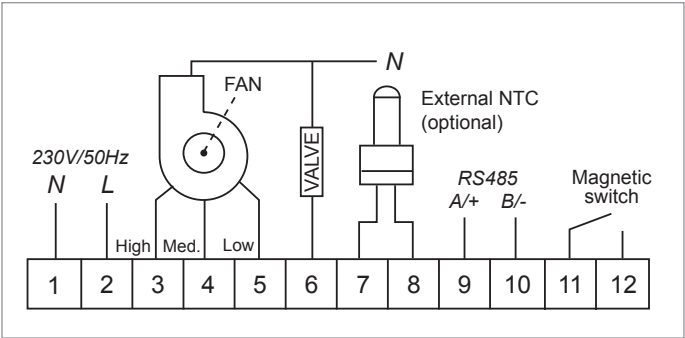 N
FAN
External NTC
(optional)
230V/50Hz
N L
VALVE
RS485
A/+ B/-
Magnetic
switch
High Med. Low
1 2 3 4 5 6 7 8 9 10 11 12